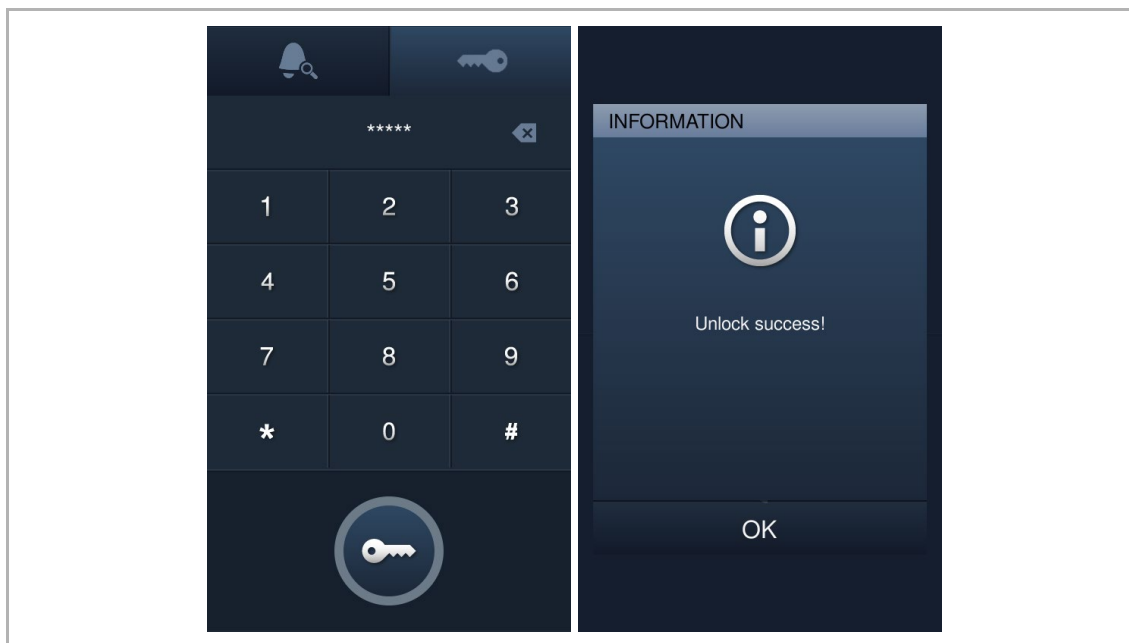 *****
1 2 3
4 5 6
7 8 9
* 0 #
INFORMATION
Unlock success!
OK